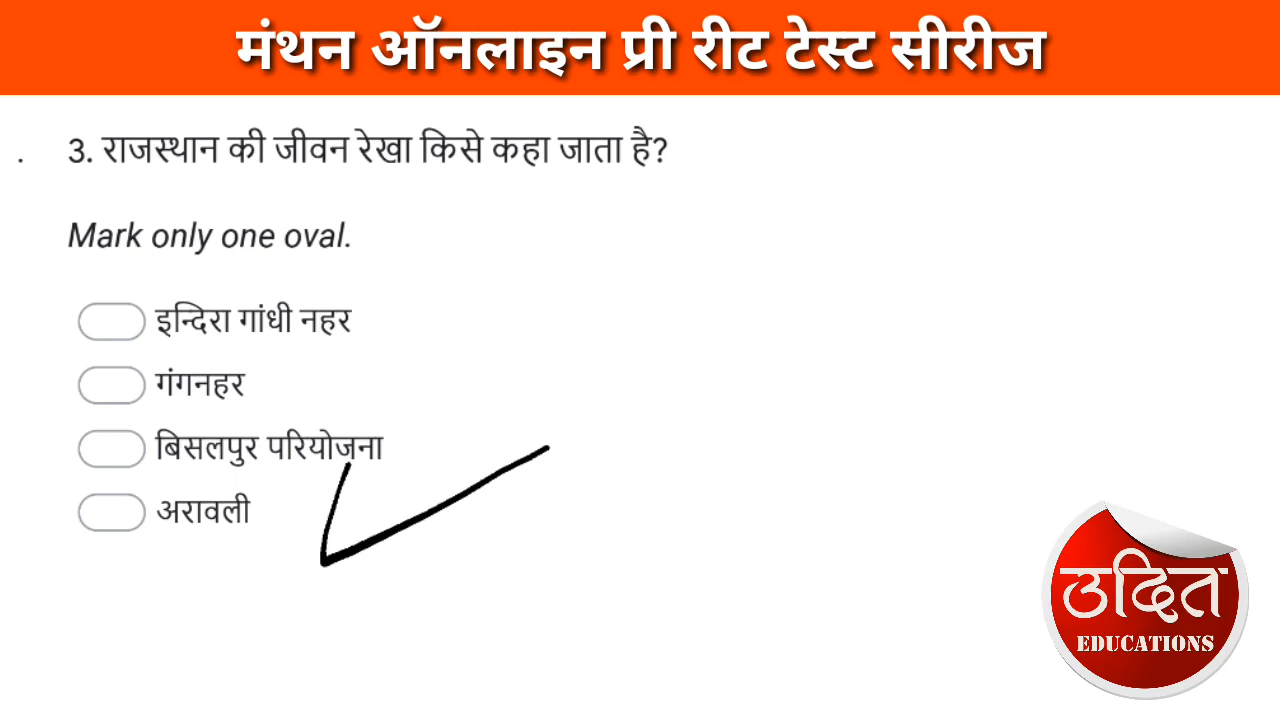 मंथन ऑनलाइन प्री रीट टेस्ट सीरीज
. 3. राजस्थान की जीवन रेखा किसे कहा जाता है?
Mark only one oval.
इन्दिरा गांधी नहर
गंगनहर
बिसलपुर परियोजना
अरावली
उदित
EDUCATIONS